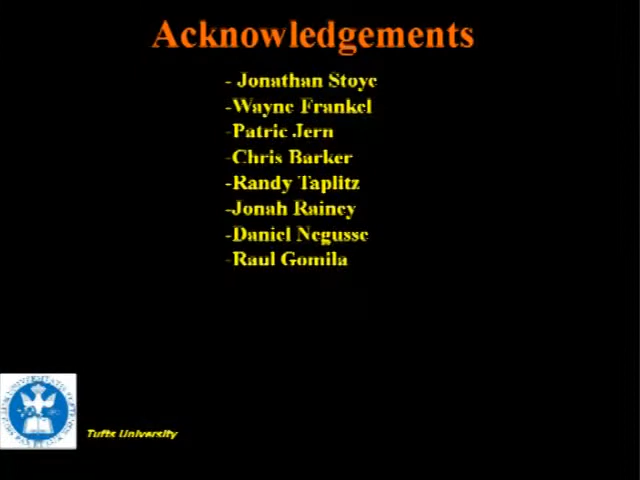 Acknowledgements
- Jonathan Stoye
-Wayne Frankel
-Patric Jern
-Chris Barker
-Randy Taplitz
-Jonah Rainey
-Daniel Negusse
-Raul Gomila
Tufts University